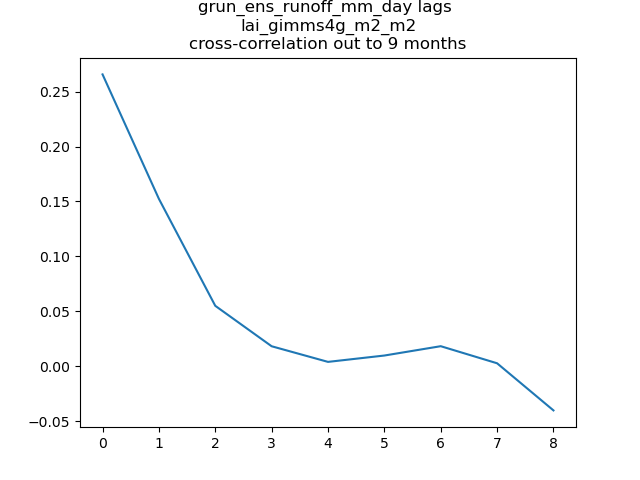 grun_ens_runoff_mm_day lags
lai_gimms4g_m2_m2
cross-correlation out to 9 months
0.25
0.20
0.15
0.10
0.05
0.00
−0.05
0 1 2 3 4 5 6 7 8